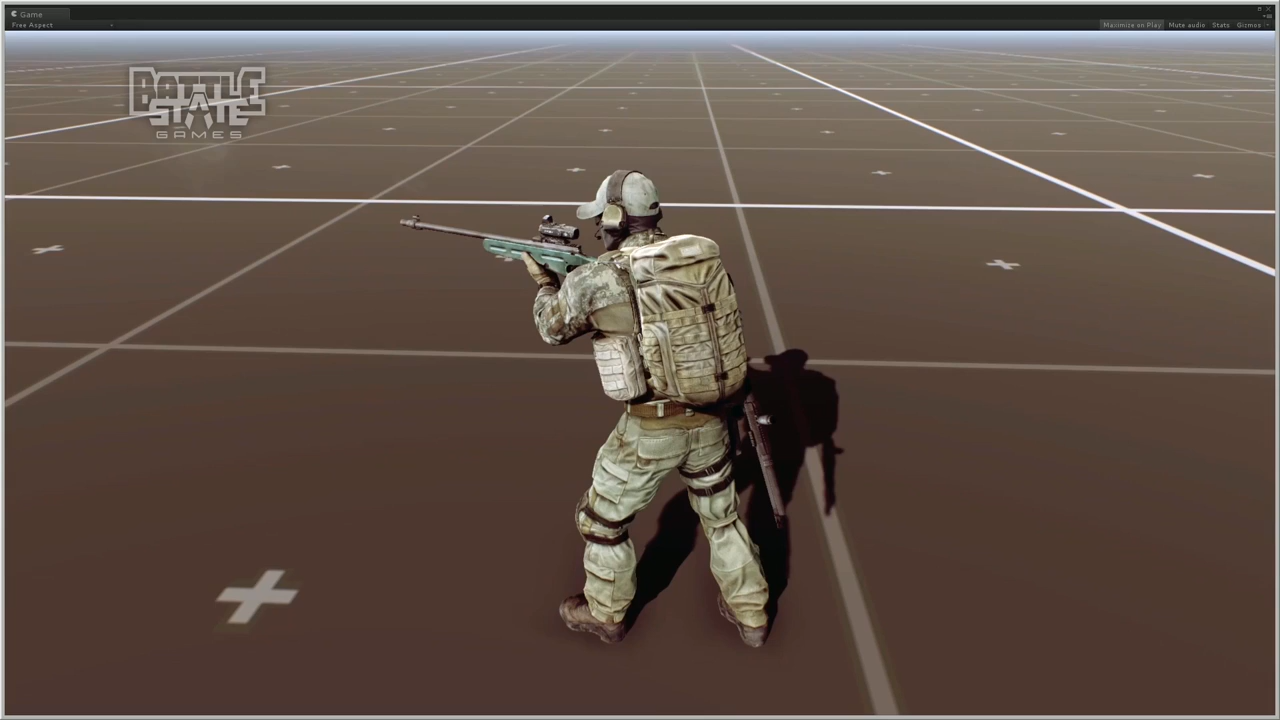 Game
Free Aspect
Maximize on Play Mute audio Stats Gizmos
BATTLE
STATE
GAMES